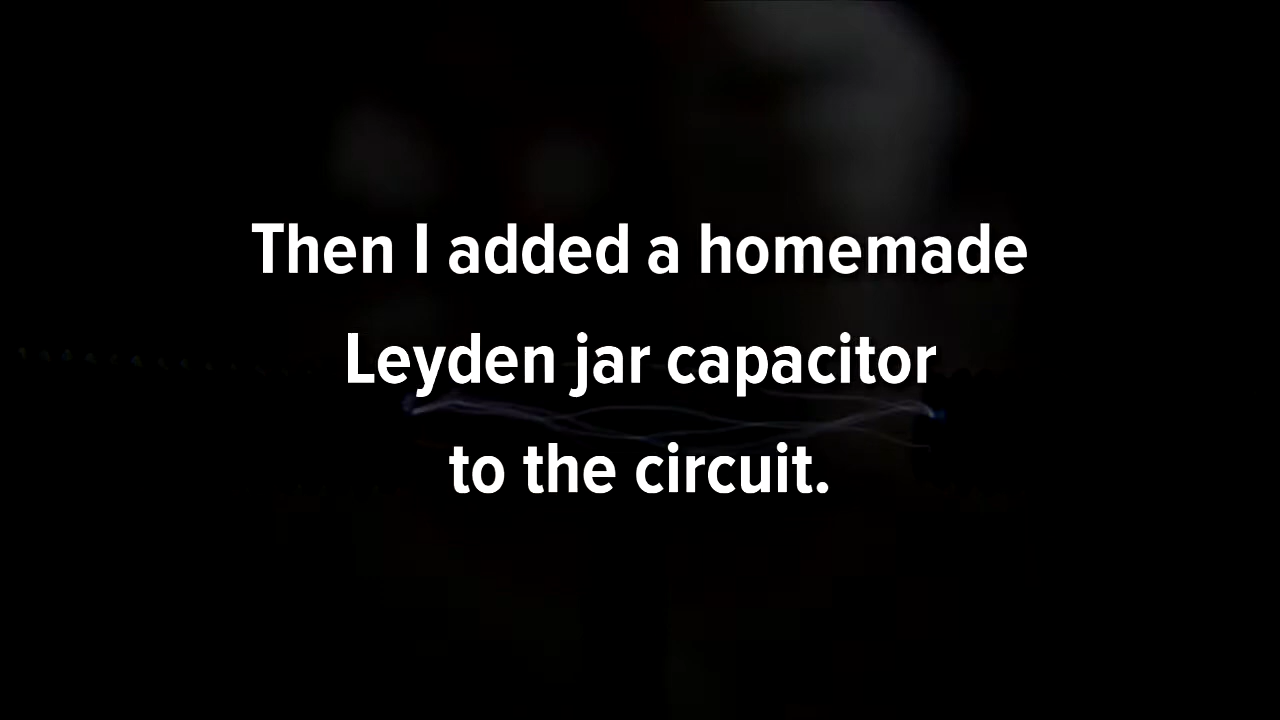 Then I added a homemade
Leyden jar capacitor
to the circuit.